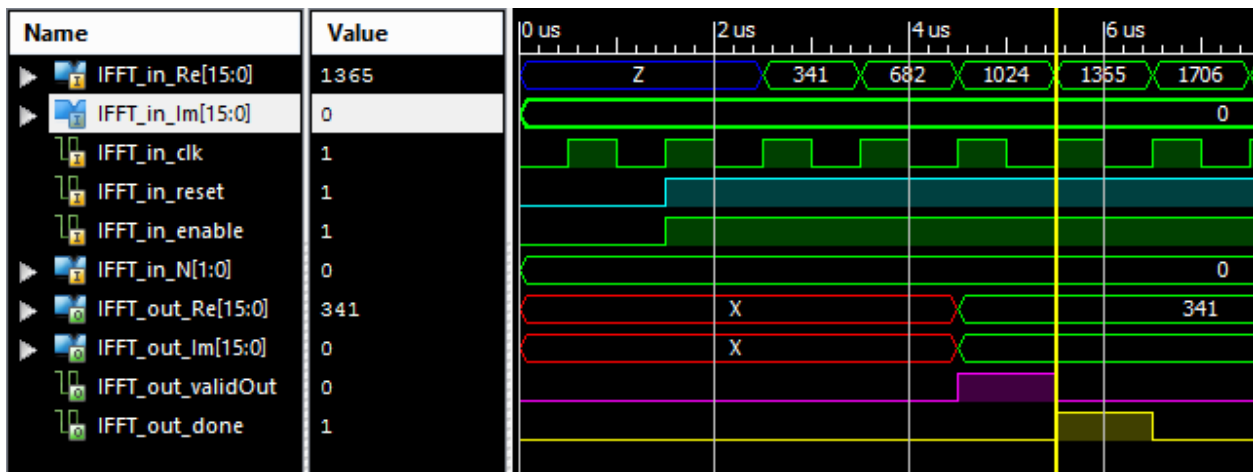 Name Value 0 us 2 us 4 us 6 us
IFFT_in_Re[15:0] 1365 Z 341 682 1024 1365 1706
IFFT_in_Im[15:0] 0 0
IFFT_in_clk 1
IFFT_in_reset 1
IFFT_in_enable 1
IFFT_in_N[1:0] 0 0
IFFT_out_Re[15:0] 341 X 341
IFFT_out_Im[15:0] 0 X
IFFT_out_validOut 0
IFFT_out_done 1